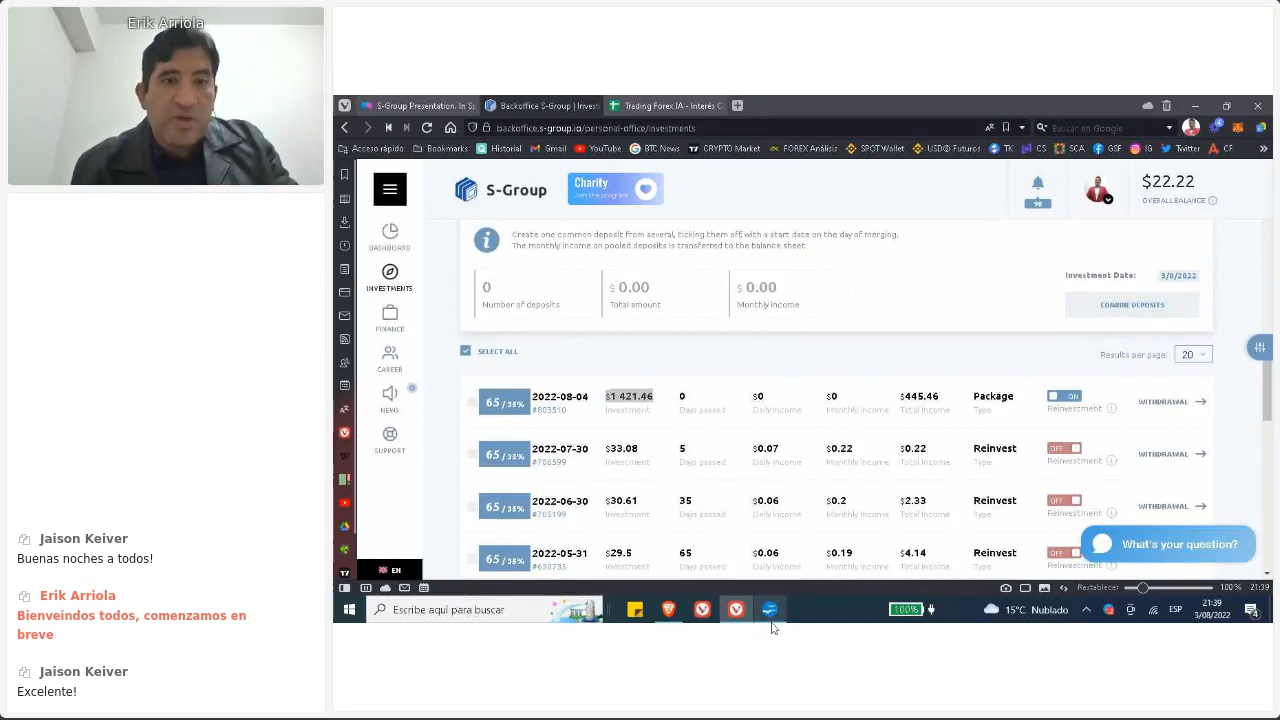 Erik Arriola
Jaison Keiver
Buenas noches a todos!
Erik Arriola
Bienveindos todos, comenzamos en
breve
Jaison Keiver
Excelente!
S-Group Presentation. In Sp
Backoffice S-Group | Invest
Trading Forex IA - Interés C
backoffice.s-group.io/personal-office/investments
Buscar en Google
Acceso rápido
Bookmarks
Historial
Gmail
YouTube
BTC News
CRYPTO Market
FOREX Análisis
SPOT Wallet
USD© Futuros
TK
CS
SCA
GSF
IG
Twitter
CF
S-Group
Charity
Join the program
98
$22.22
OVERALL BALANCE
DASHBOARD
INVESTMENTS
FINANCE
CAREER
NEWS
SUPPORT
EN
Create one common deposit from several, ticking them off, with a start date on the day of merging.
The monthly income on pooled deposits is transferred to the balance sheet
0
Number of deposits
$ 0.00
Total amount
$ 0.00
Monthly income
Investment Date: 3/8/2022
COMBINE DEPOSITS
SELECT ALL
Results per page: 20
65 / 35% 2022-08-04 $1 421.46 0 $0 $0 $445.46 Package ON WITHDRAWAL
#803510 Investment Days passed Daily income Monthly income Total income Type Reinvestment
65 / 35% 2022-07-30 $33.08 5 $0.07 $0.22 $0.22 Reinvest OFF WITHDRAWAL
#786599 Investment Days passed Daily income Monthly income Total income Type Reinvestment
65 / 35% 2022-06-30 $30.61 35 $0.06 $0.2 $2.33 Reinvest OFF WITHDRAWAL
#705199 Investment Days passed Daily income Monthly income Total income Type Reinvestment
65 / 35% 2022-05-31 $29.5 65 $0.06 $0.19 $4.14 Reinvest OFF
Investment Days passed Daily income Monthly income Total income Type Reinvestment
What's your question?
Restablecer 100 % 21:39
Escribe aquí para buscar
100%
15°C Nublado
ESP
21:39
3/08/2022
4